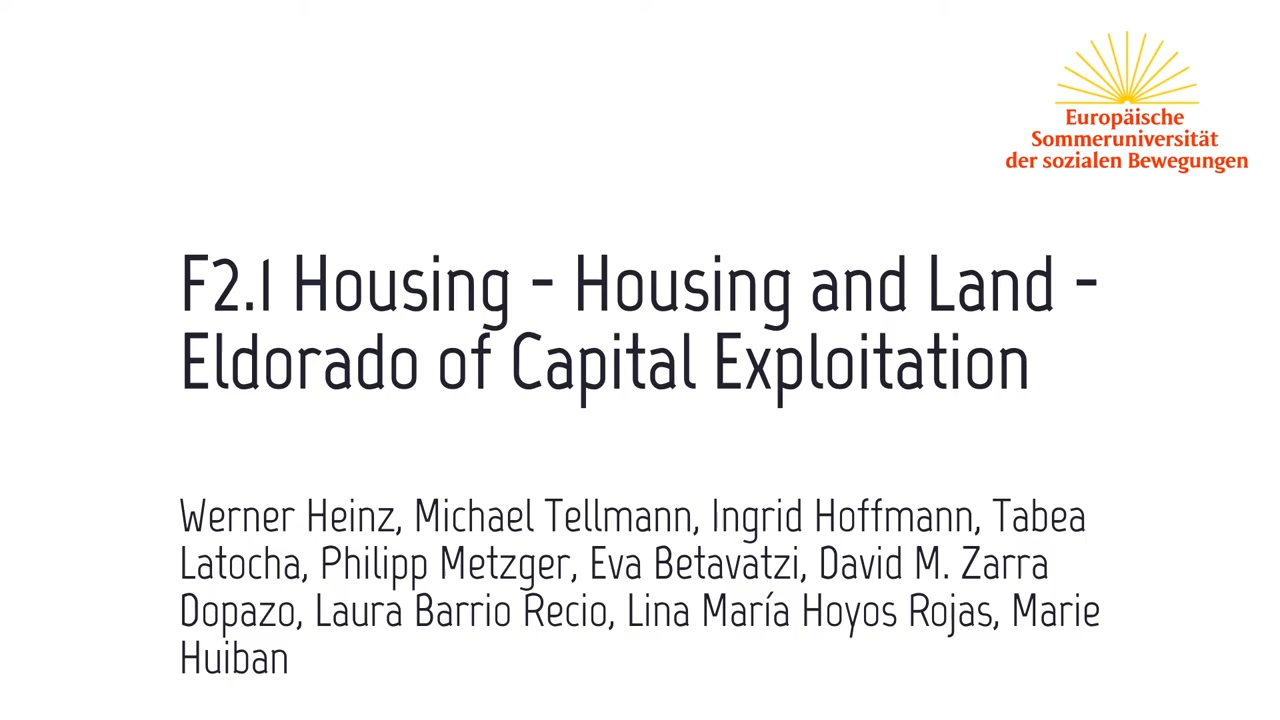 Europäische
Sommeruniversität
der sozialen Bewegungen
F2.1 Housing - Housing and Land -
Eldorado of Capital Exploitation
Werner Heinz, Michael Tellmann, Ingrid Hoffmann, Tabea
Latocha, Philipp Metzger, Eva Betavatzi, David M. Zarra
Dopazo, Laura Barrio Recio, Lina María Hoyos Rojas, Marie
Huiban